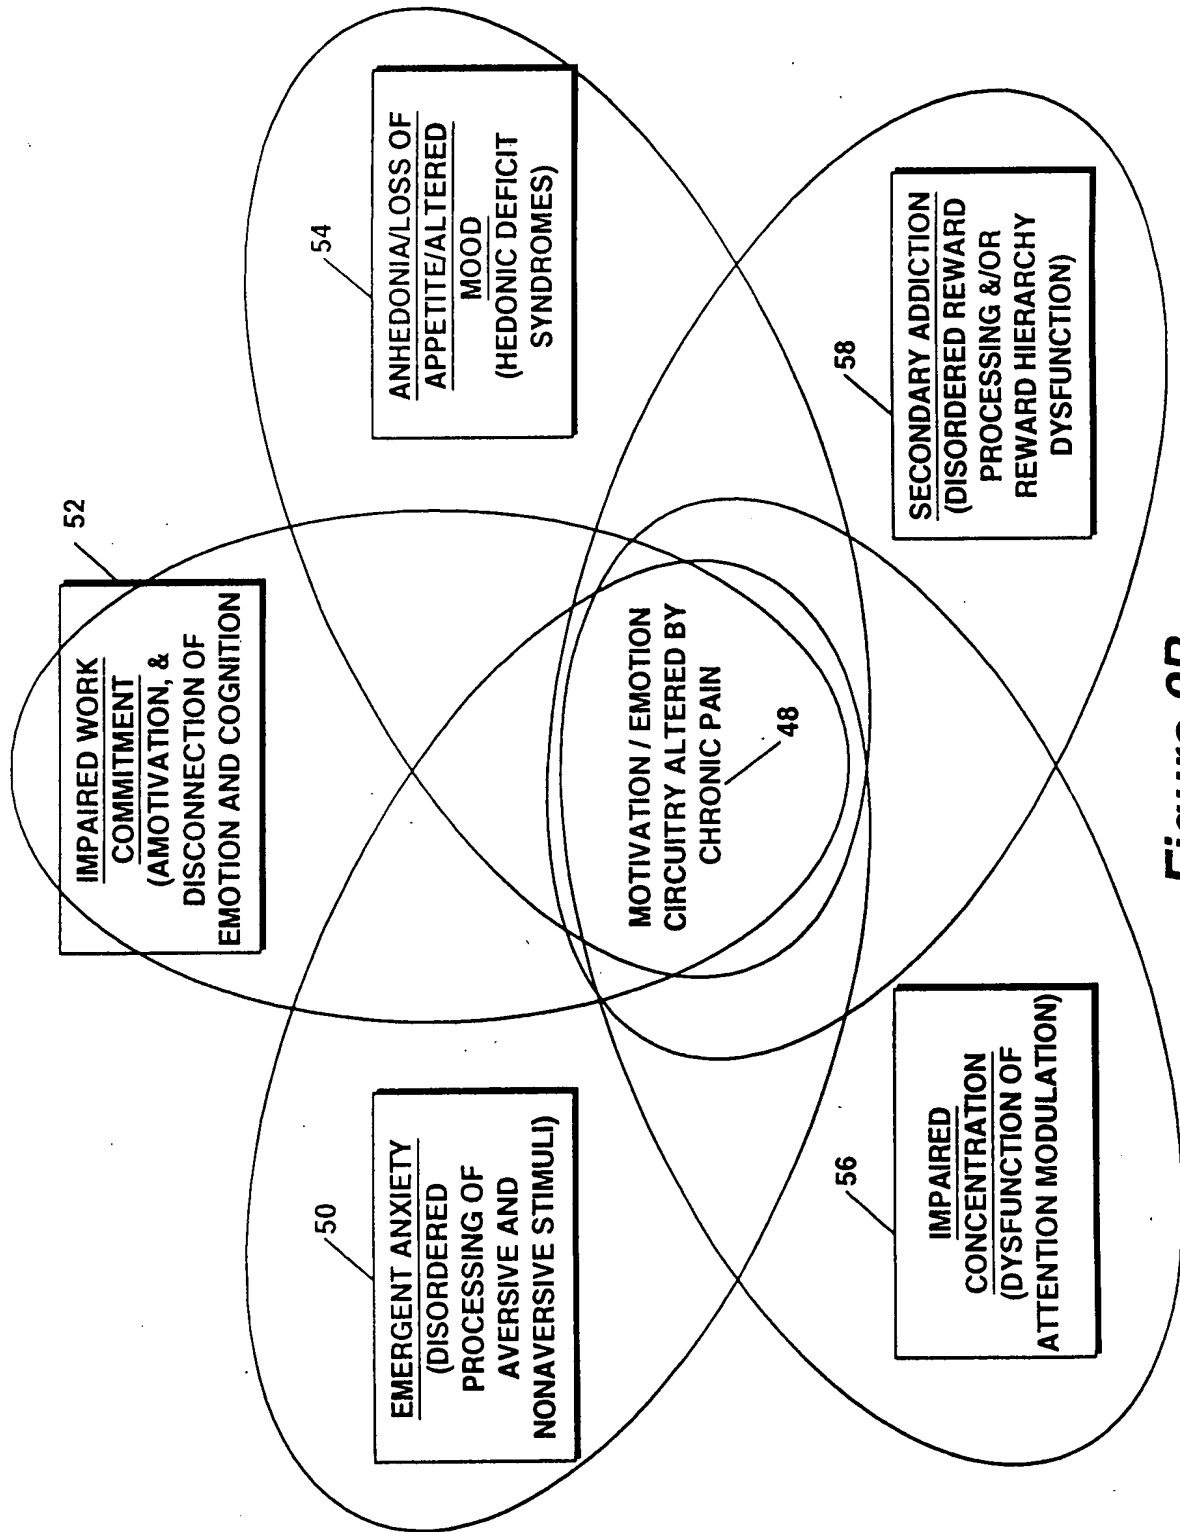 52
IMPAIRED WORK
COMMITMENT
(AMOTIVATION, &
DISCONNECTION OF
EMOTION AND COGNITION
50
EMERGENT ANXIETY
(DISORDERED
PROCESSING OF
AVERSIVE AND
NONAVERSIVE STIMULI)
54
ANHEDONIA/LOSS OF
APPETITE/ALTERED
MOOD
(HEDONIC DEFICIT
SYNDROMES)
MOTIVATION / EMOTION
CIRCUITRY ALTERED BY
CHRONIC PAIN
48
56
IMPAIRED
CONCENTRATION
(DYSFUNCTION OF
ATTENTION MODULATION)
58
SECONDARY ADDICTION
(DISORDERED REWARD
PROCESSING &/OR
REWARD HIERARCHY
DYSFUNCTION)
Figure